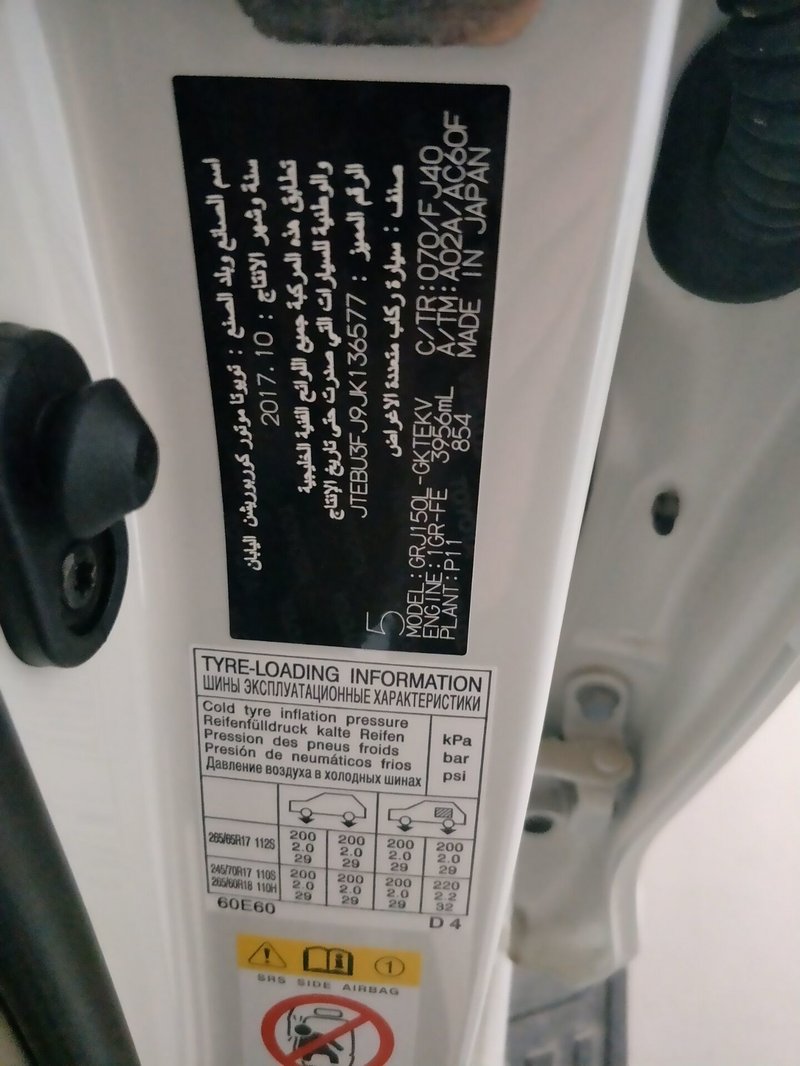 اسم الصانع وبلد الصنع : تويوتا موتور كوربوريشن اليابان
سنة وشهر الانتاج : 2017.10
تطابق هذه المركبة جميع اللوائح الفنية الخليجية
والوطنية للسيارات التي صدرت حتى تاريخ الإنتاج
الرقم المميز : JTEBU3FJ9JK136577
صنف : سيارة ركاب متعددة الاغراض
5
MODEL:GRJ150L-GKTEKV C/TR:070/FJ40
ENGINE:1GR-FE 3956mL A/TM:A02A/AC60F
PLANT:P11 854 MADE IN JAPAN
TYRE-LOADING INFORMATION
ШИНЫ ЭКСПЛУАТАЦИОННЫЕ ХАРАКТЕРИСТИКИ
Cold tyre inflation pressure
Reifenfülldruck kalte Reifen
Pression des pneus froids
Presión de neumáticos frios
Давление воздуха в холодных шинах
kPa
bar
psi
265/65R17 112S
200 200 200 200
2.0 2.0 2.0 2.0
29 29 29 29
245/70R17 110S
265/60R18 110H
200 200 200 220
2.0 2.0 2.0 2.2
29 29 29 32
60E60
D 4
1
SRS SIDE AIRBAG